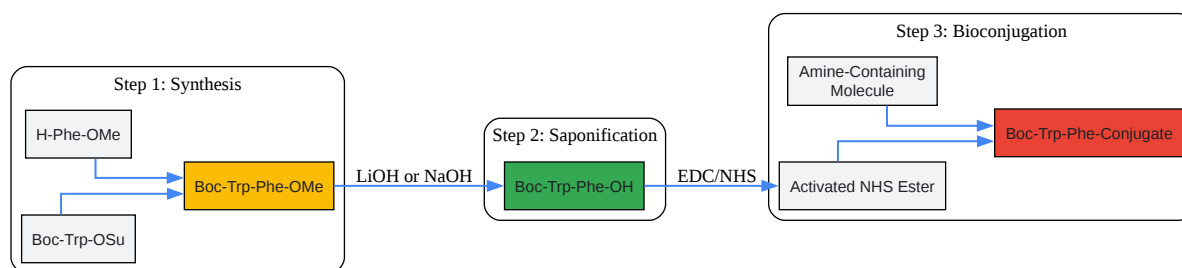 Step 1: Synthesis
H-Phe-OMe
Boc-Trp-OSu
Boc-Trp-Phe-OMe
LiOH or NaOH
Step 2: Saponification
Boc-Trp-Phe-OH
EDC/NHS
Step 3: Bioconjugation
Amine-Containing
Molecule
Activated NHS Ester
Boc-Trp-Phe-Conjugate